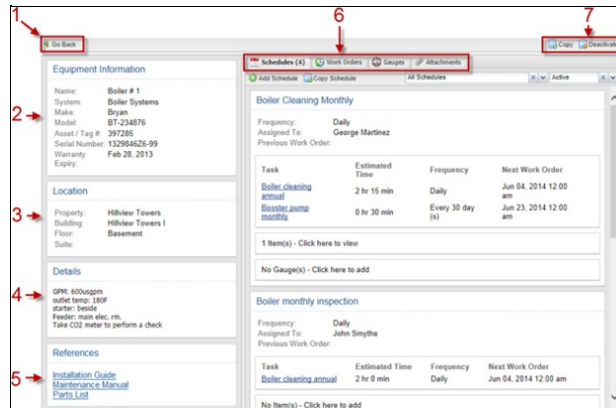 1
6
7
Go Back
Copy Deactivate
Schedules (4) Work Orders Gauges Attachments
Add Schedule Copy Schedule All Schedules Active
2
Equipment Information
Name: Boiler # 1
System: Boiler Systems
Make: Bryan
Model: BT-234876
Asset / Tag #: 397285
Serial Number: 1329846Z6-99
Warranty Feb 28, 2013
Expiry:
3
Location
Property: Hillview Towers
Building: Hillview Towers I
Floor: Basement
Suite:
4
Details
GPM: 600usgpm
outlet temp: 180F
starter: beside
Feeder: main elec. rm.
Take CO2 meter to perform a check
5
References
Installation Guide
Maintenance Manual
Parts List
Boiler Cleaning Monthly
Frequency: Daily
Assigned To: George Martinez
Previous Work Order:
Task Estimated Time Frequency Next Work Order
Boiler cleaning annual 2 hr 15 min Daily Jun 04, 2014 12:00 am
Booster pump monthly 0 hr 30 min Every 30 day (s) Jun 23, 2014 12:00 am
1 Item(s) - Click here to view
No Gauge(s) - Click here to add
Boiler monthly inspection
Frequency: Daily
Assigned To: John Smythe
Previous Work Order:
Task Estimated Time Frequency Next Work Order
Boiler cleaning annual 2 hr 0 min Daily Jun 04, 2014 12:00 am
No Item(s) - Click here to add